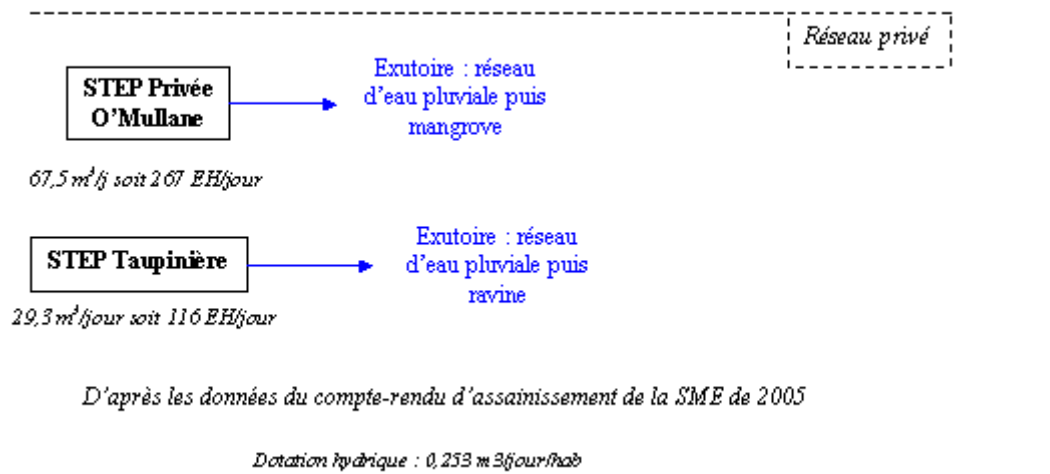 Réseau privé
STEP Privée
O'Mullane
Exutoire : réseau
d'eau pluviale puis
mangrove
67,5 m³/j soit 267 EH/jour
STEP Taupinière
Exutoire : réseau
d'eau pluviale puis
ravine
29,3 m³/jour soit 116 EH/jour
D'après les données du compte-rendu d'assainissement de la SME de 2005
Dotation hydrique : 0,253 m3/jour/hab